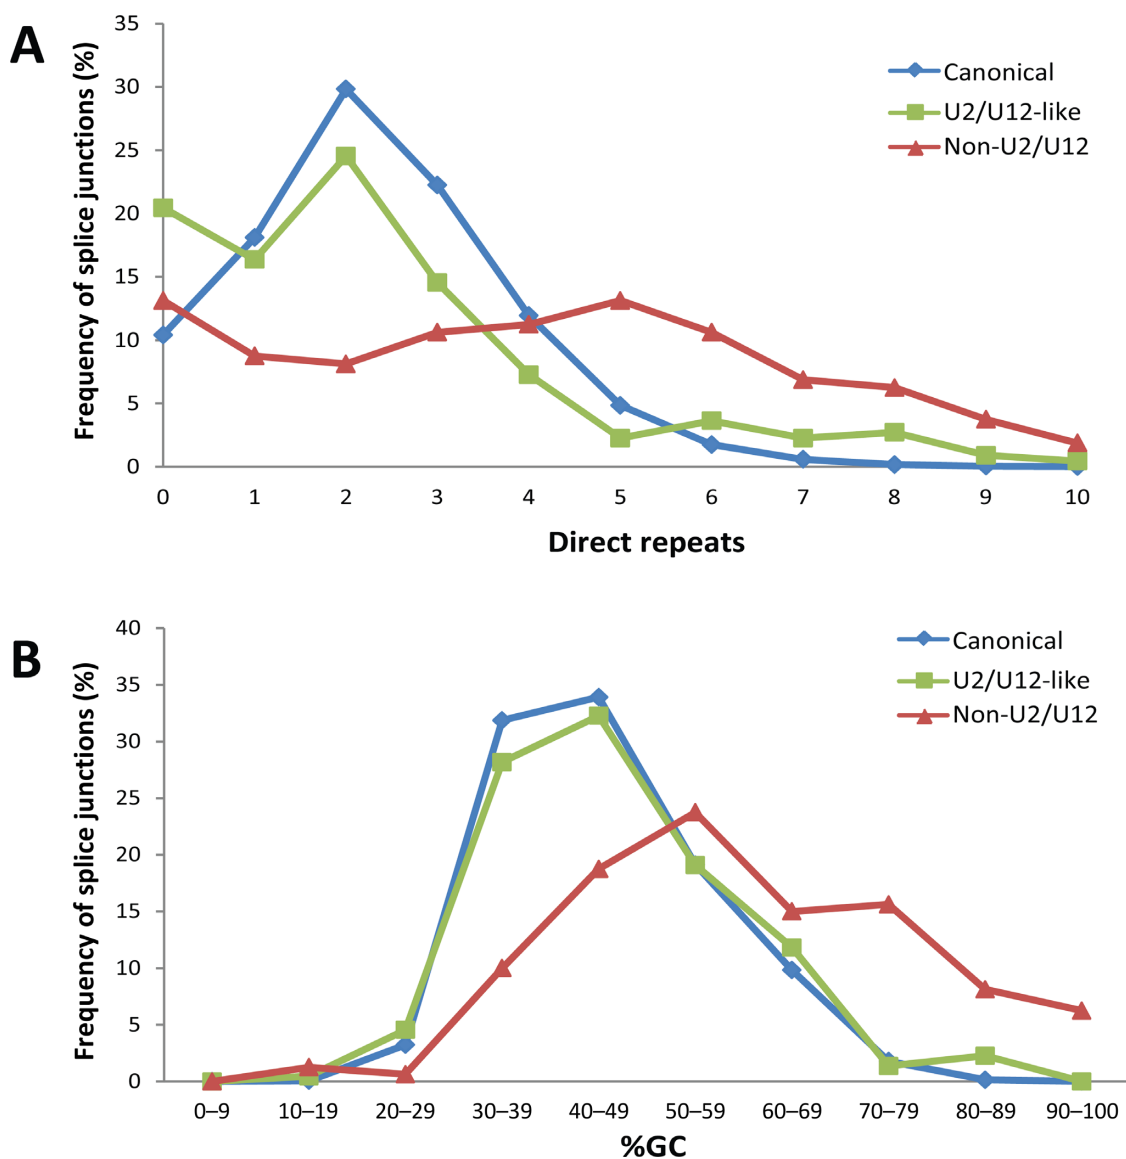 A
Frequency of splice junctions (%)
35
30
25
20
15
10
5
0
Canonical
U2/U12-like
Non-U2/U12
0 1 2 3 4 5 6 7 8 9 10
Direct repeats
B
Frequency of splice junctions (%)
40
35
30
25
20
15
10
5
0
Canonical
U2/U12-like
Non-U2/U12
0–9 10–19 20–29 30–39 40–49 50–59 60–69 70–79 80–89 90–100
%GC